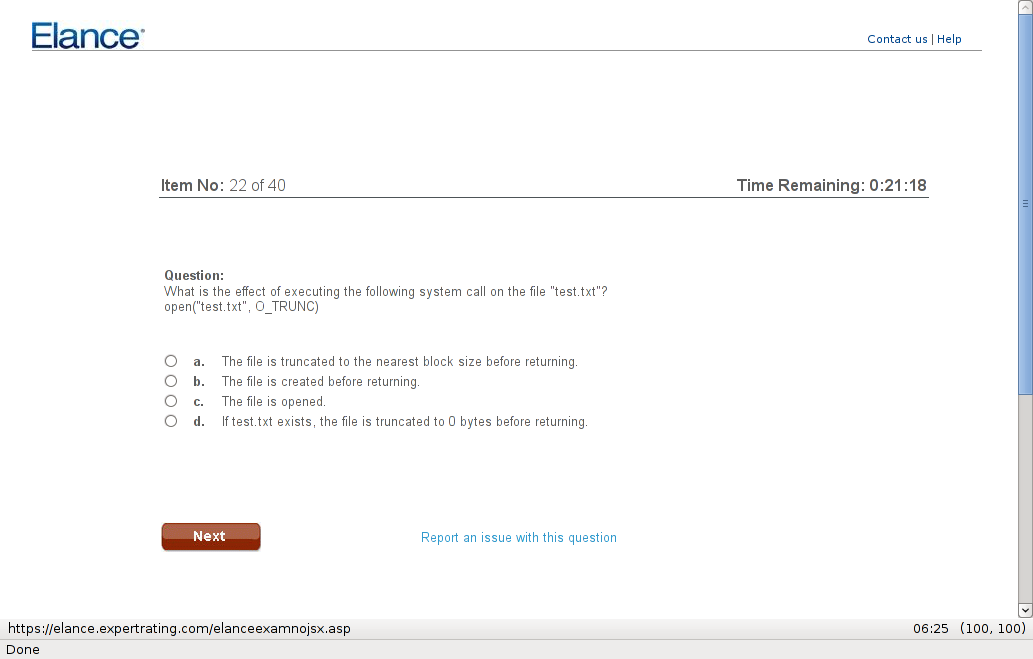 Elance
Contact us | Help
Item No: 22 of 40
Time Remaining: 0:21:18
Question:
What is the effect of executing the following system call on the file "test.txt"?
open("test.txt", O_TRUNC)
a. The file is truncated to the nearest block size before returning.
b. The file is created before returning.
c. The file is opened.
d. If test.txt exists, the file is truncated to 0 bytes before returning.
Next
Report an issue with this question
https://elance.expertrating.com/elanceexamnojsx.asp
06:25 (100, 100)
Done